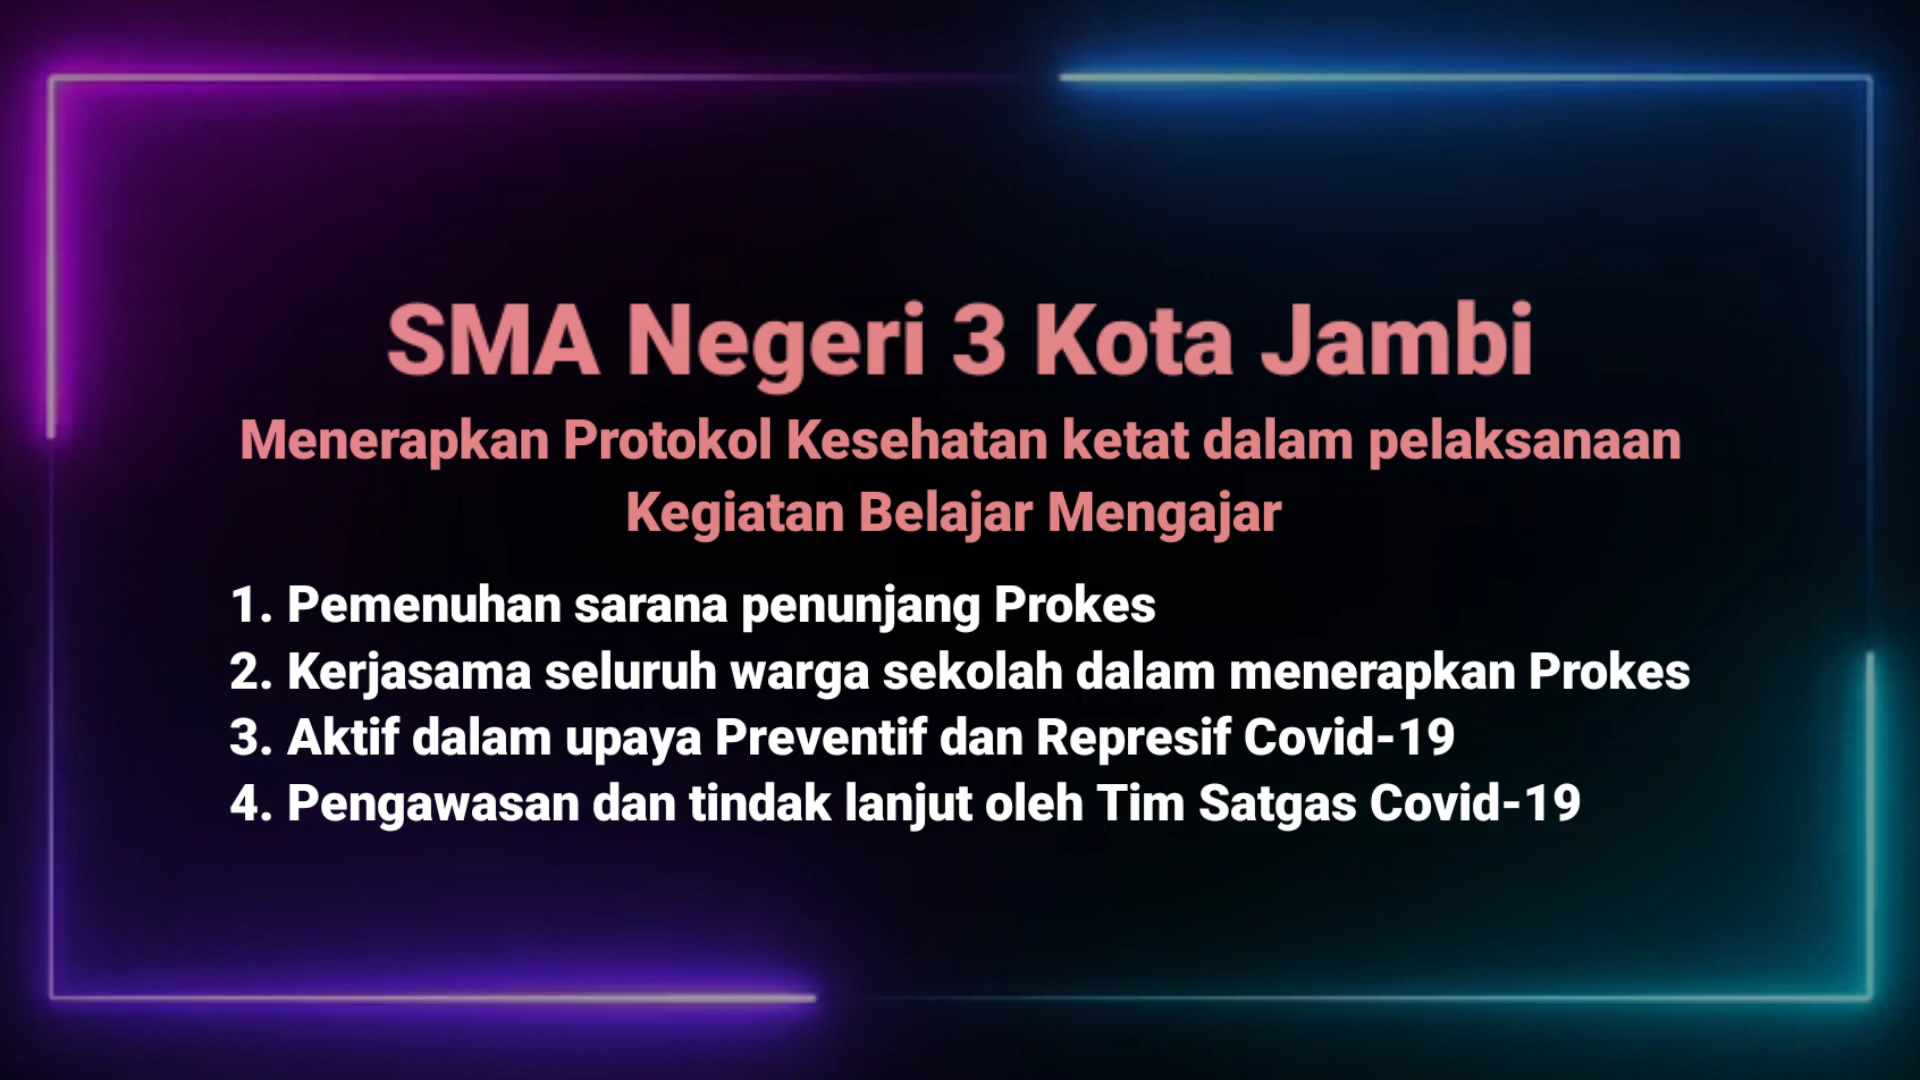 SMA Negeri 3 Kota Jambi
Menerapkan Protokol Kesehatan ketat dalam pelaksanaan
Kegiatan Belajar Mengajar
1. Pemenuhan sarana penunjang Prokes
2. Kerjasama seluruh warga sekolah dalam menerapkan Prokes
3. Aktif dalam upaya Preventif dan Represif Covid-19
4. Pengawasan dan tindak lanjut oleh Tim Satgas Covid-19